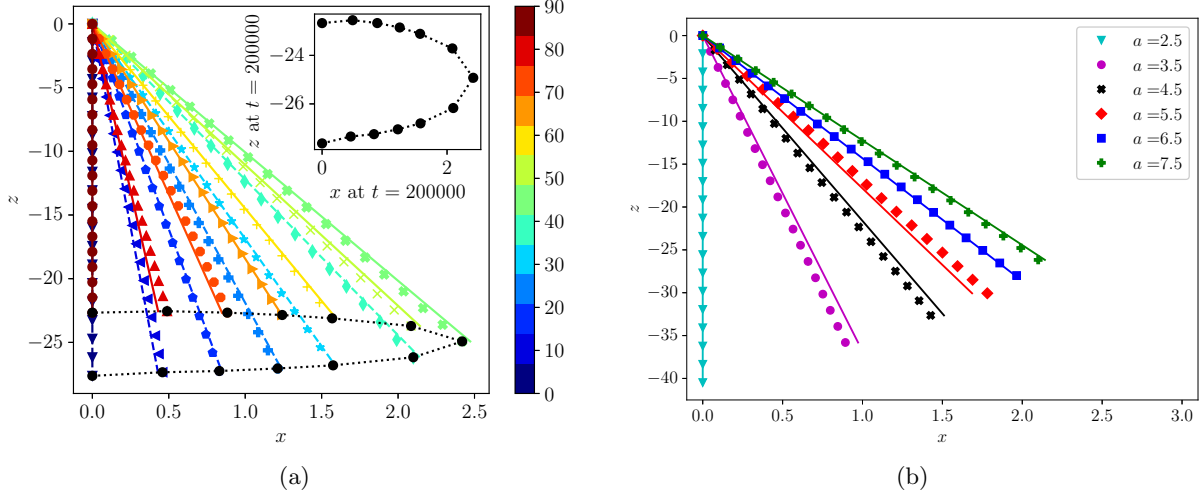 0
−5
−10
−15
−20
−25
z
0.0 0.5 1.0 1.5 2.0 2.5
x
−24
−26
z at t = 200000
0 2
x at t = 200000
90
80
70
60
50
40
30
20
10
0
(a)
0
−5
−10
−15
−20
−25
−30
−35
−40
z
0.0 0.5 1.0 1.5 2.0 2.5 3.0
x
a =2.5
a =3.5
a =4.5
a =5.5
a =6.5
a =7.5
(b)